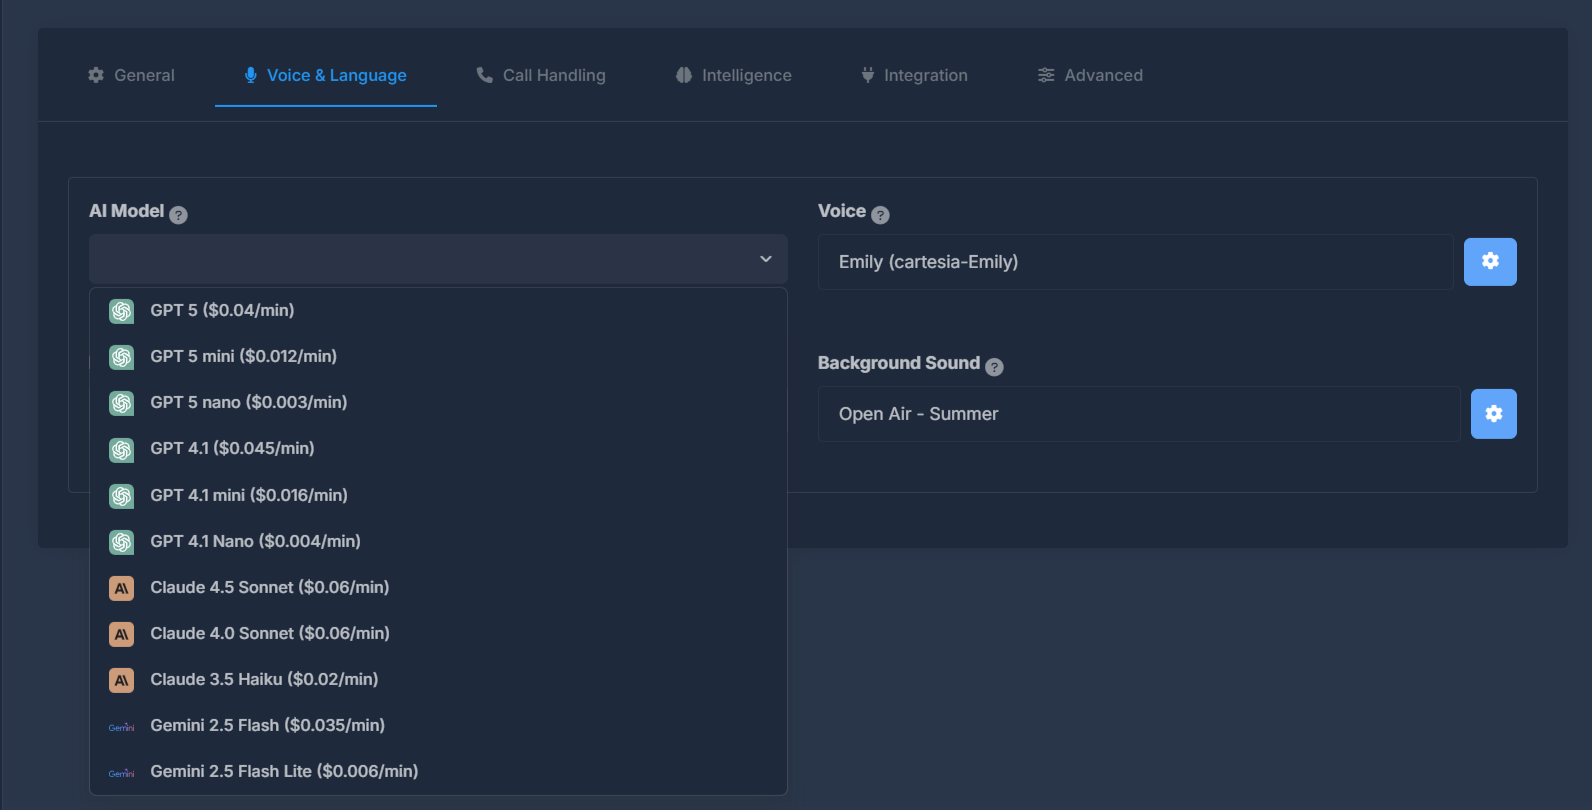 General
Voice & Language
Call Handling
Intelligence
Integration
Advanced
AI Model ?
Voice ?
Emily (cartesia-Emily)
GPT 5 ($0.04/min)
GPT 5 mini ($0.012/min)
Background Sound ?
GPT 5 nano ($0.003/min)
Open Air - Summer
GPT 4.1 ($0.045/min)
GPT 4.1 mini ($0.016/min)
GPT 4.1 Nano ($0.004/min)
Claude 4.5 Sonnet ($0.06/min)
Claude 4.0 Sonnet ($0.06/min)
Claude 3.5 Haiku ($0.02/min)
Gemini Gemini 2.5 Flash ($0.035/min)
Gemini Gemini 2.5 Flash Lite ($0.006/min)